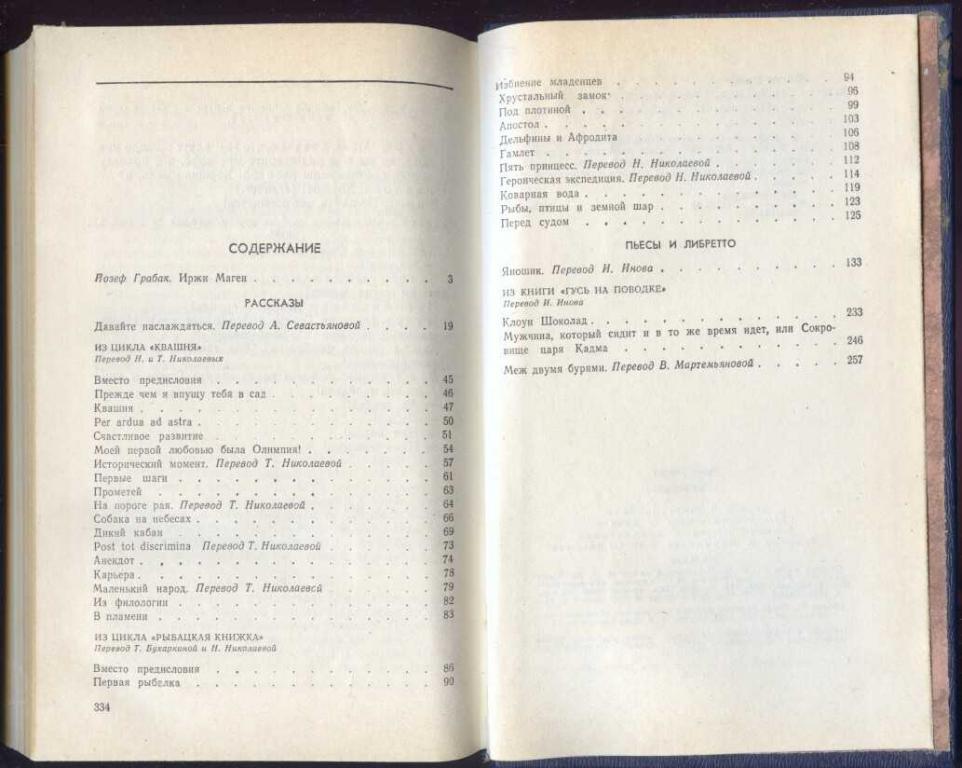 СОДЕРЖАНИЕ
Йозеф Грабак. Иржи Маген . . . . . . . . . . . 3
РАССКАЗЫ
Давайте наслаждаться. Перевод А. Севастьяновой . . . . 19
ИЗ ЦИКЛА «КВАШНЯ»
Перевод Н. и Т. Николаевых
Вместо предисловия . . . . . . . . . . . . 45
Прежде чем я впущу тебя в сад . . . . . . . . . 46
Квашня . . . . . . . . . . . . . . . 47
Per ardua ad astra . . . . . . . . . . . . . 50
Счастливое развитие . . . . . . . . . . . . 51
Моей первой любовью была Олимпия! . . . . . . . 54
Исторический момент. Перевод Т. Николаевой . . . . . 57
Первые шаги . . . . . . . . . . . . . 61
Прометей . . . . . . . . . . . . . . 63
На пороге рая. Перевод Т. Николаевой . . . . . . . 64
Собака на небесах . . . . . . . . . . . . . 66
Дикий кабан . . . . . . . . . . . . . . 69
Post tot discrimina Перевод Т. Николаевой . . . . . . 73
Анекдот . . . . . . . . . . . . . . . 74
Карьера . . . . . . . . . . . . . . . 78
Маленький народ. Перевод Т. Николаевой . . . . . . 79
Из филологии . . . . . . . . . . . . . 82
В пламени . . . . . . . . . . . . . . 83
ИЗ ЦИКЛА «РЫБАЦКАЯ КНИЖКА»
Перевод Т. Бухаркиной и Н. Николаевой
Вместо предисловия . . . . . . . . . . . . 86
Первая рыбелка . . . . . . . . . . . . . 90
334
Избиение младенцев . . . . . . . . . . . . 94
Хрустальный замок . . . . . . . . . . . . 96
Под плотиной . . . . . . . . . . . . . 99
Апостол . . . . . . . . . . . . . . . 103
Дельфины и Афродита . . . . . . . . . . . 106
Гамлет . . . . . . . . . . . . . . . 108
Пять принцесс. Перевод Н. Николаевой . . . . . . . 112
Героическая экспедиция. Перевод Н. Николаевой . . . . . 114
Коварная вода . . . . . . . . . . . . . 119
Рыбы, птицы и земной шар . . . . . . . . . . 123
Перед судом . . . . . . . . . . . . . . 125
ПЬЕСЫ И ЛИБРЕТТО
Яношик. Перевод И. Инова . . . . . . . . . . 133
ИЗ КНИГИ «ГУСЬ НА ПОВОДКЕ»
Перевод И. Инова
Клоун Шоколад . . . . . . . . . . . . . 233
Мужчина, который сидит и в то же время идет, или Сокро-
вище царя Кадма . . . . . . . . . . . . 246
Меж двумя бурями. Перевод В. Мартемьяновой . . . . . 257